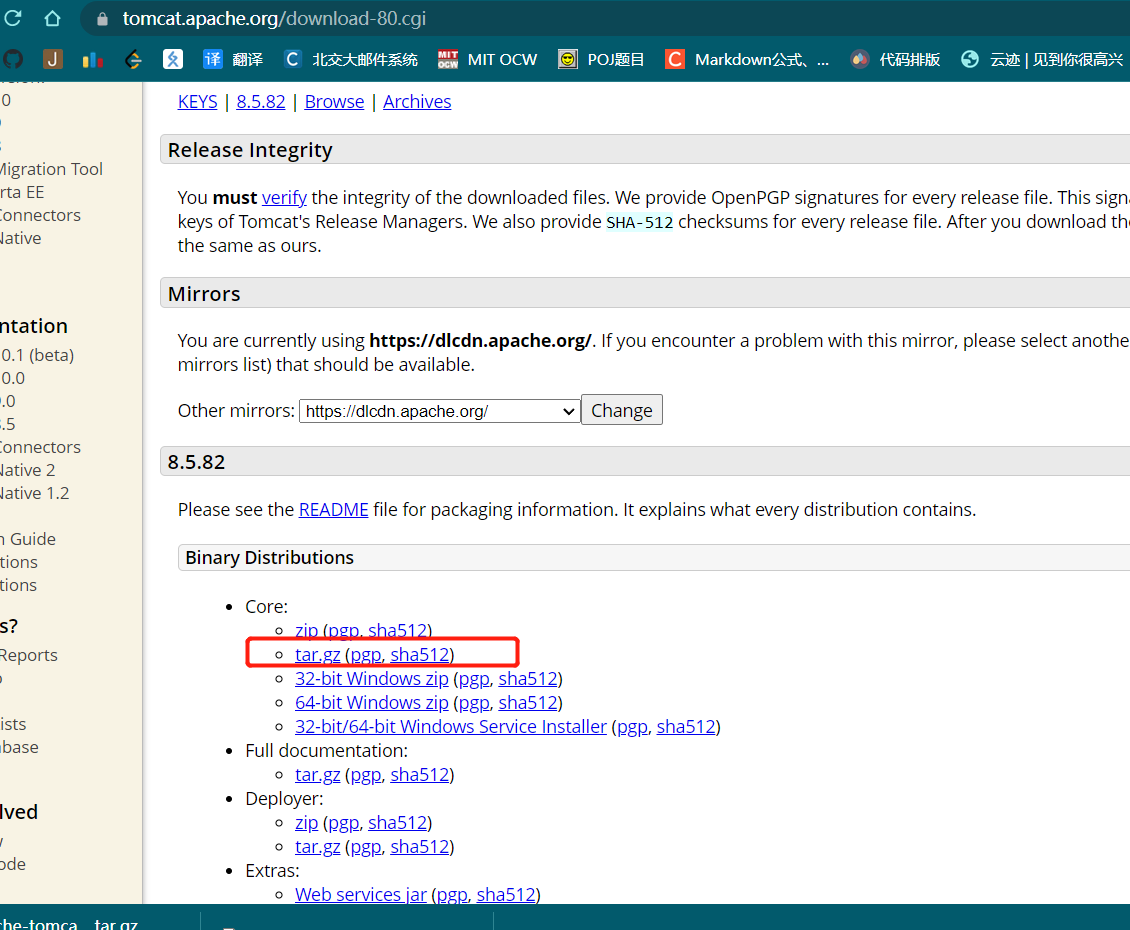 tomcat.apache.org/download-80.cgi
J 译 翻译 C 北交大邮件系统 MIT OCW MIT OCW POJ题目 C Markdown公式、... 代码排版 云迹 | 见到你很高兴
0
KEYS | 8.5.82 | Browse | Archives
Migration Tool
rta EE
Connectors
Native
Release Integrity
You must verify the integrity of the downloaded files. We provide OpenPGP signatures for every release file. This sign
keys of Tomcat's Release Managers. We also provide SHA-512 checksums for every release file. After you download the
the same as ours.
Mirrors
You are currently using https://dlcdn.apache.org/. If you encounter a problem with this mirror, please select anothe
mirrors list) that should be available.
Other mirrors: https://dlcdn.apache.org/ Change
ntation
0.1 (beta)
0.0
.0
.5
Connectors
Native 2
Native 1.2
n Guide
tions
tions
s?
Reports
ists
abase
lved
ode
8.5.82
Please see the README file for packaging information. It explains what every distribution contains.
Binary Distributions
Core:
zip (pgp, sha512)
tar.gz (pgp, sha512)
32-bit Windows zip (pgp, sha512)
64-bit Windows zip (pgp, sha512)
32-bit/64-bit Windows Service Installer (pgp, sha512)
Full documentation:
tar.gz (pgp, sha512)
Deployer:
zip (pgp, sha512)
tar.gz (pgp, sha512)
Extras:
Web services jar (pgp, sha512)
che-tomca....tar.gz